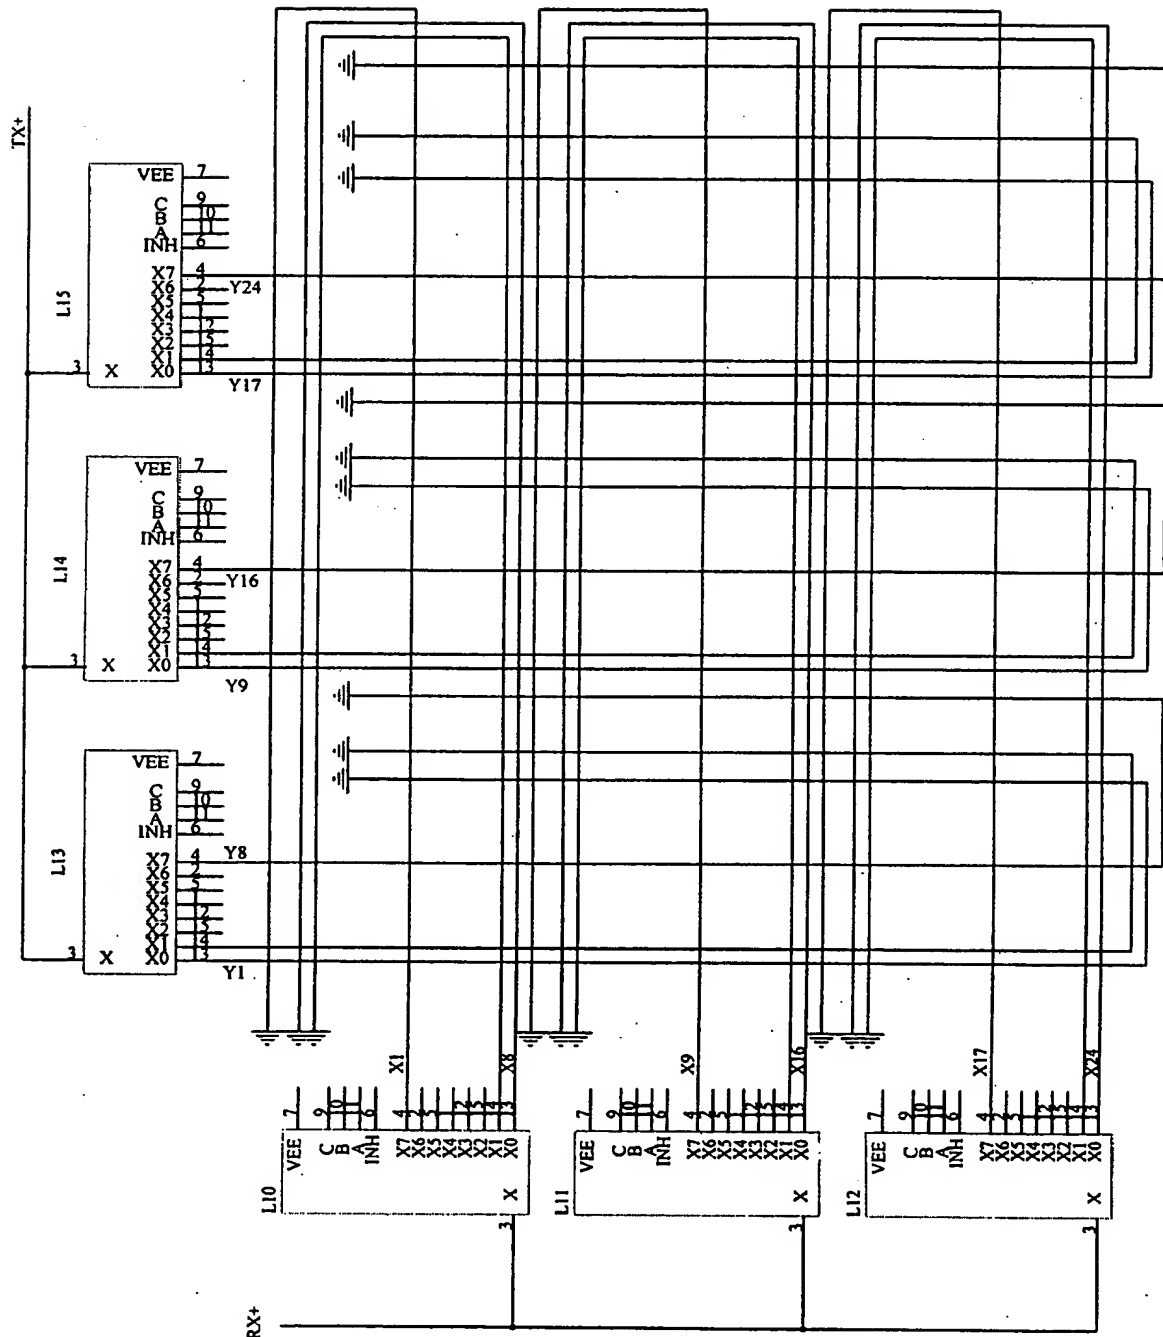 TX+
L15
VEE 7
C 9
B 10
A 11
INH 6
X7 4
X6 2
X5 5
X4 1
X3 12
X2 15
X1 14
X0 13
3 X
Y24
Y17
L14
VEE 7
C 9
B 10
A 11
INH 6
X7 4
X6 2
X5 5
X4 1
X3 12
X2 15
X1 14
X0 13
3 X
Y16
Y9
L13
VEE 7
C 9
B 10
A 11
INH 6
X7 4
X6 2
X5 5
X4 1
X3 12
X2 15
X1 14
X0 13
3 X
Y8
Y1
X1
X8
X9
X16
X17
X24
L10
VEE 7
C 9
B 10
A 11
INH 6
X7 4
X6 2
X5 5
X4 1
X3 12
X2 15
X1 14
X0 13
3 X
L11
VEE 7
C 9
B 10
A 11
INH 6
X7 4
X6 2
X5 5
X4 1
X3 12
X2 15
X1 14
X0 13
3 X
L12
VEE 7
C 9
B 10
A 11
INH 6
X7 4
X6 2
X5 5
X4 1
X3 12
X2 15
X1 14
X0 13
3 X
RX+